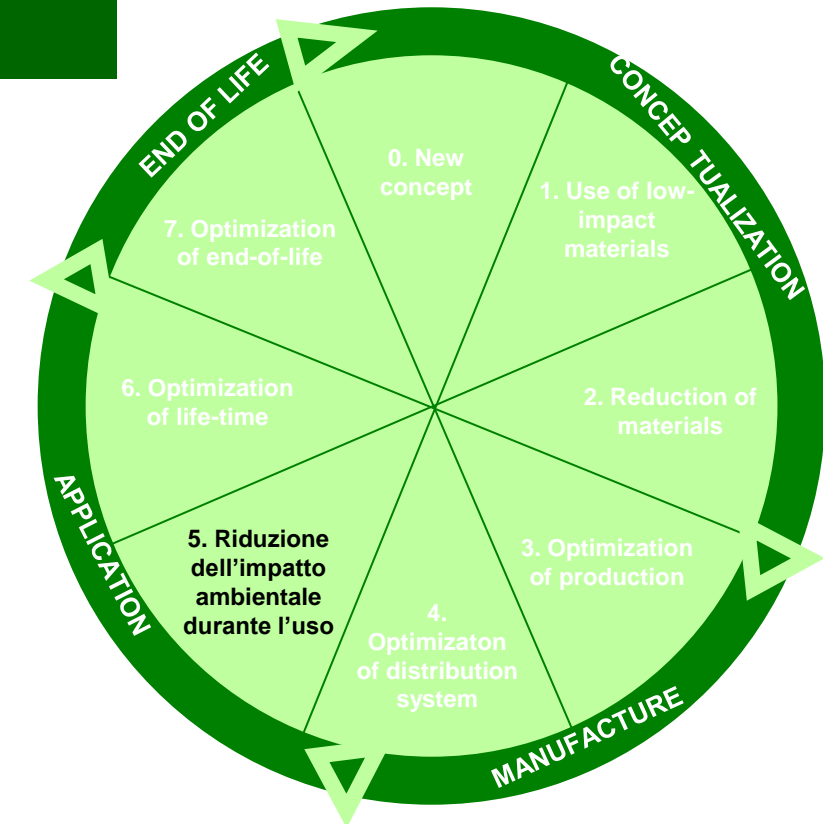 END OF LIFE
CONCEP TUALIZATION
0. New
concept
1. Use of low-
impact
materials
7. Optimization
of end-of-life
6. Optimization
of life-time
2. Reduction of
materials
APPLICATION
5. Riduzione
dell’impatto
ambientale
durante l’uso
3. Optimization
of production
4.
Optimizaton
of distribution
system
MANUFACTURE